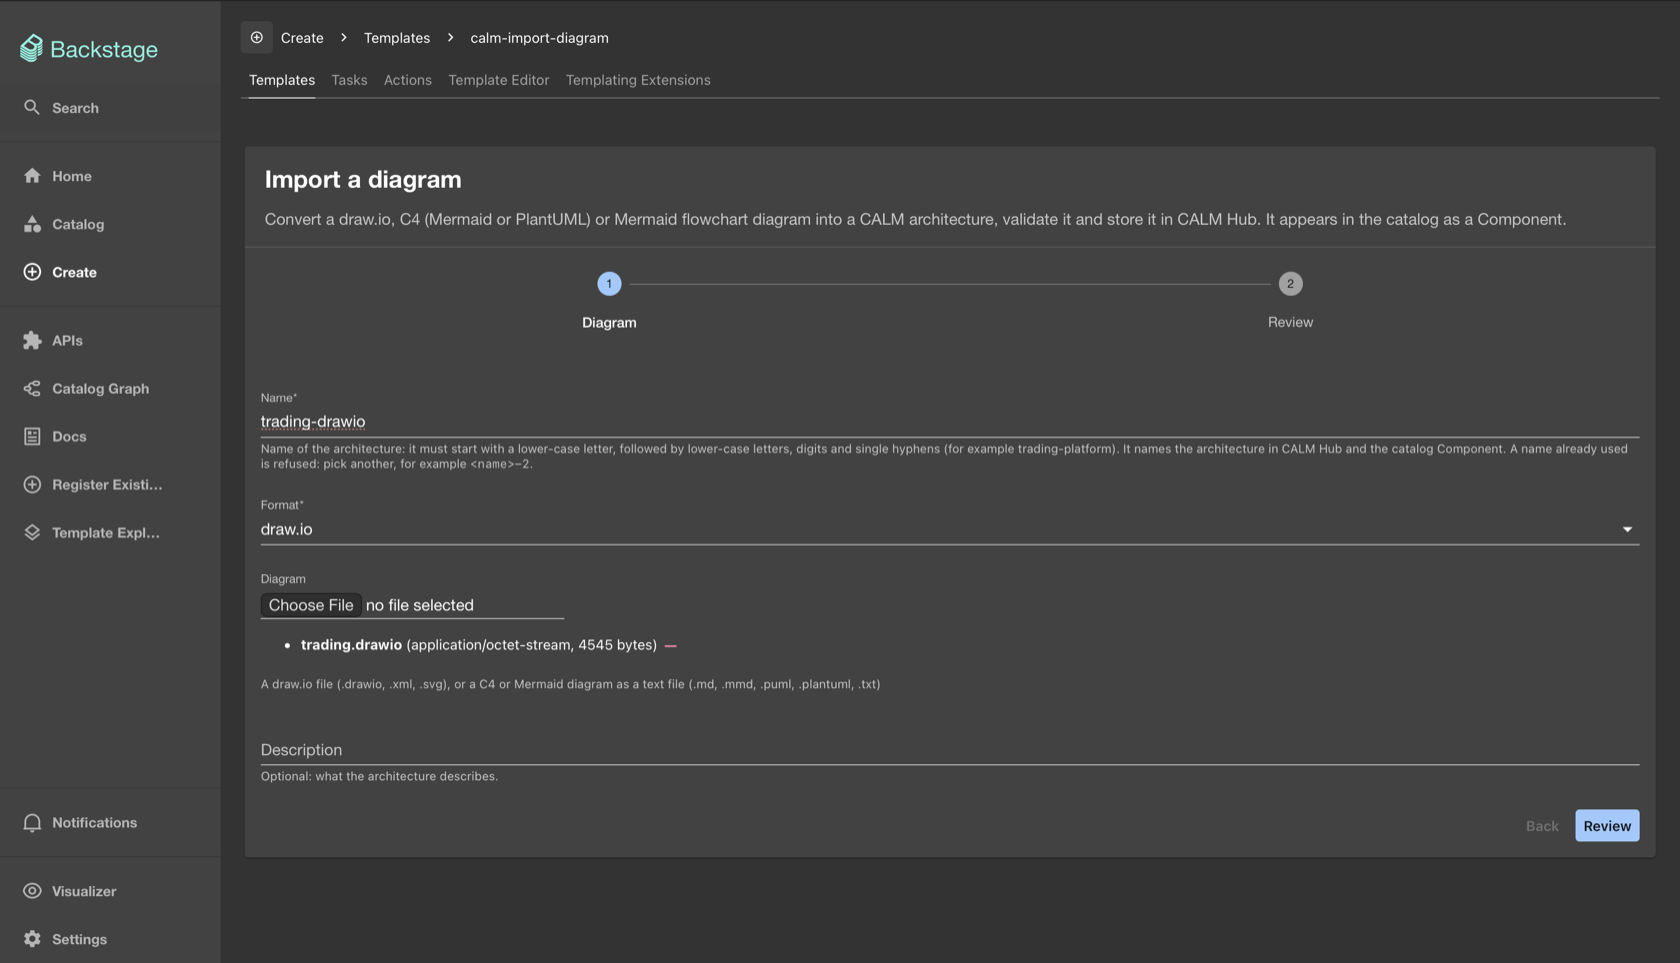 Backstage
Search
Home
Catalog
Create
APIs
Catalog Graph
Docs
Register Existi...
Template Expl...
Notifications
Visualizer
Settings
Create > Templates > calm-import-diagram
Templates Tasks Actions Template Editor Templating Extensions
Import a diagram
Convert a draw.io, C4 (Mermaid or PlantUML) or Mermaid flowchart diagram into a CALM architecture, validate it and store it in CALM Hub. It appears in the catalog as a Component.
1 2
Diagram Review
Name*
trading-drawio
Name of the architecture: it must start with a lower-case letter, followed by lower-case letters, digits and single hyphens (for example trading-platform). It names the architecture in CALM Hub and the catalog Component. A name already used
is refused: pick another, for example <name>-2.
Format*
draw.io
Diagram
Choose File no file selected
• trading.drawio (application/octet-stream, 4545 bytes)
A draw.io file (.drawio, .xml, .svg), or a C4 or Mermaid diagram as a text file (.md, .mmd, .puml, .plantuml, .txt)
Description
Optional: what the architecture describes.
Back Review